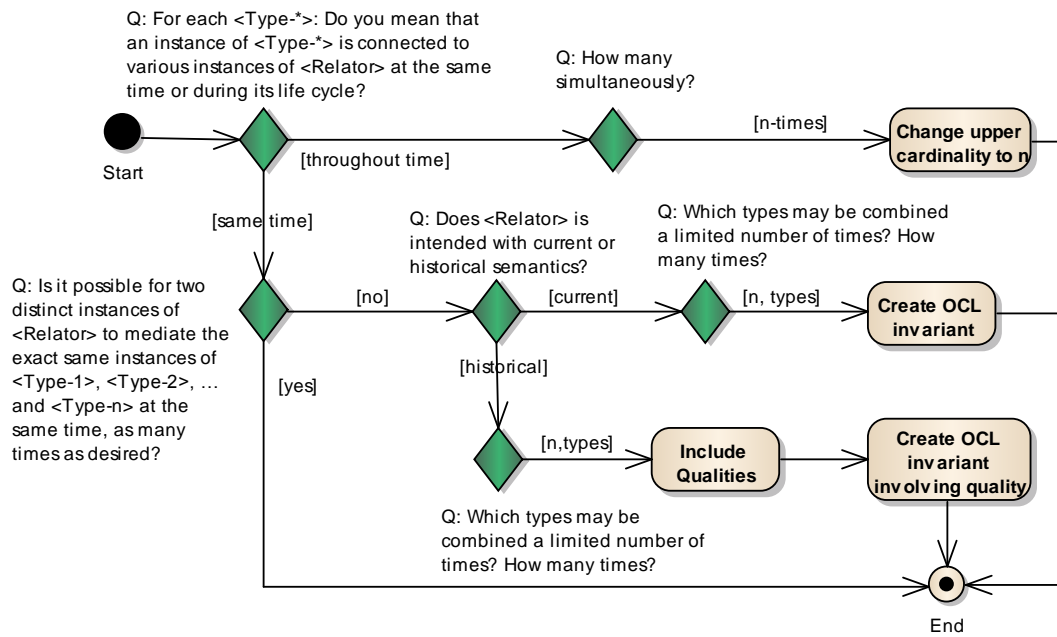 Q: For each <Type-*>: Do you mean that
an instance of <Type-*> is connected to
various instances of <Relator> at the same
time or during its life cycle?
Q: How many
simultaneously?
Start
[throughout time]
[n-times]
Change upper
cardinality to n
[same time]
Q: Does <Relator> is
intended with current or
historical semantics?
Q: Which types may be combined
a limited number of times? How
many times?
Q: Is it possible for two
distinct instances of
<Relator> to mediate the
exact same instances of
<Type-1>, <Type-2>, …
and <Type-n> at the
same time, as many
times as desired?
[no]
[current]
[n, types]
Create OCL
invariant
[historical]
[yes]
[n,types]
Include
Qualities
Create OCL
invariant
involving quality
Q: Which types may be
combined a limited number of
times? How many times?
End